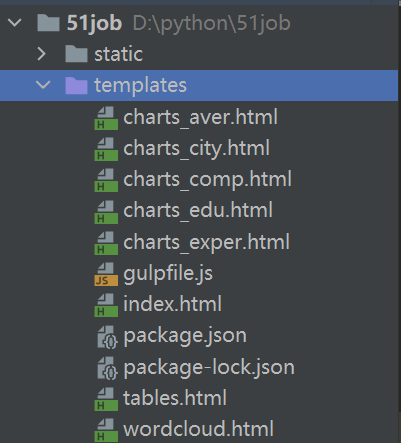 51job D:\python\51job
static
templates
charts_aver.html
charts_city.html
charts_comp.html
charts_edu.html
charts_exper.html
gulpfile.js
index.html
package.json
package-lock.json
tables.html
wordcloud.html